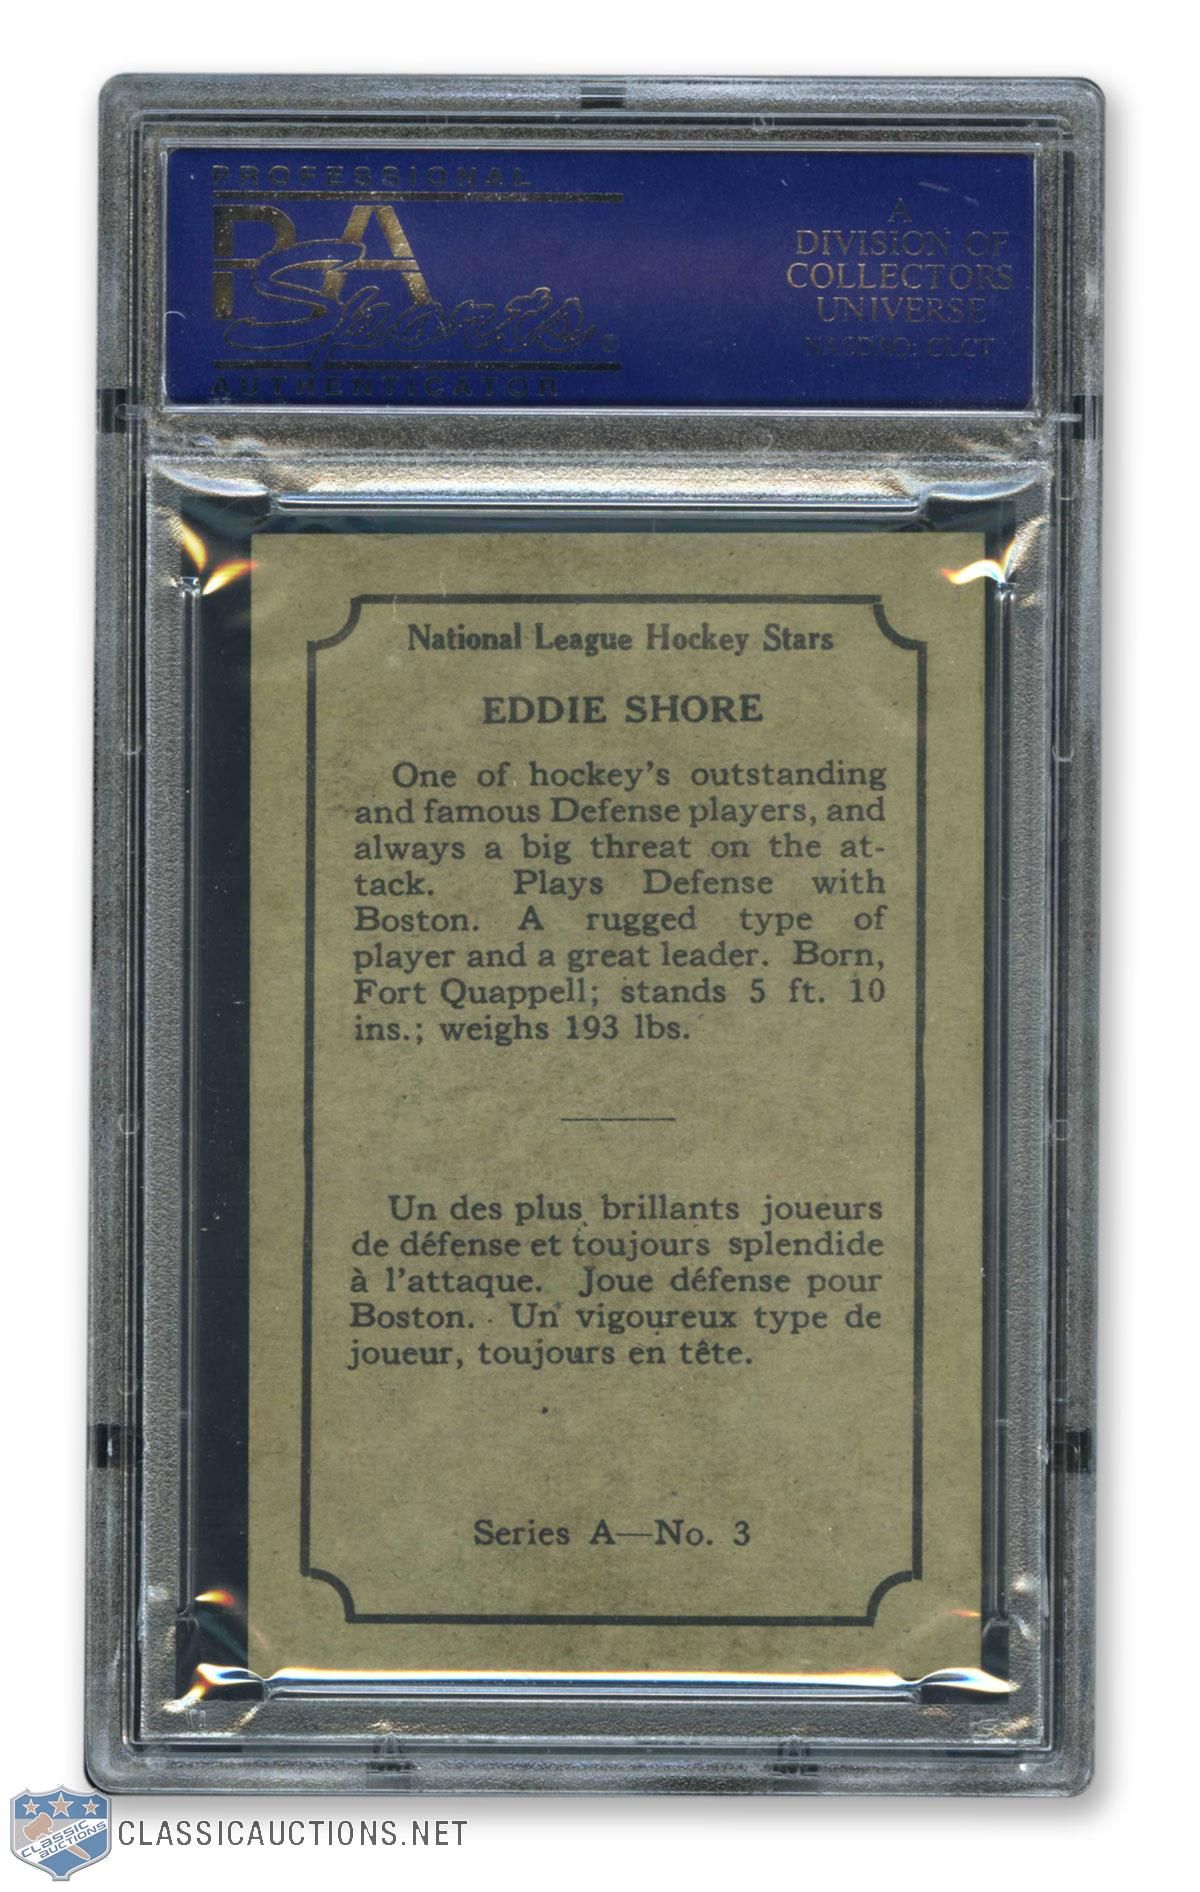 PROFESSIONAL
PSA
Sports®
AUTHENTICATOR
A
DIVISION OF
COLLECTORS
UNIVERSE
NASDAQ: CLCT
National League Hockey Stars
EDDIE SHORE
One of hockey's outstanding
and famous Defense players, and
always a big threat on the at-
tack. Plays Defense with
Boston. A rugged type of
player and a great leader. Born,
Fort Quappell; stands 5 ft. 10
ins.; weighs 193 lbs.
Un des plus brillants joueurs
de défense et toujours splendide
à l'attaque. Joue défense pour
Boston. Un vigoureux type de
joueur, toujours en tête.
Series A—No. 3
CLASSIC
AUCTIONS
CLASSICAUCTIONS.NET